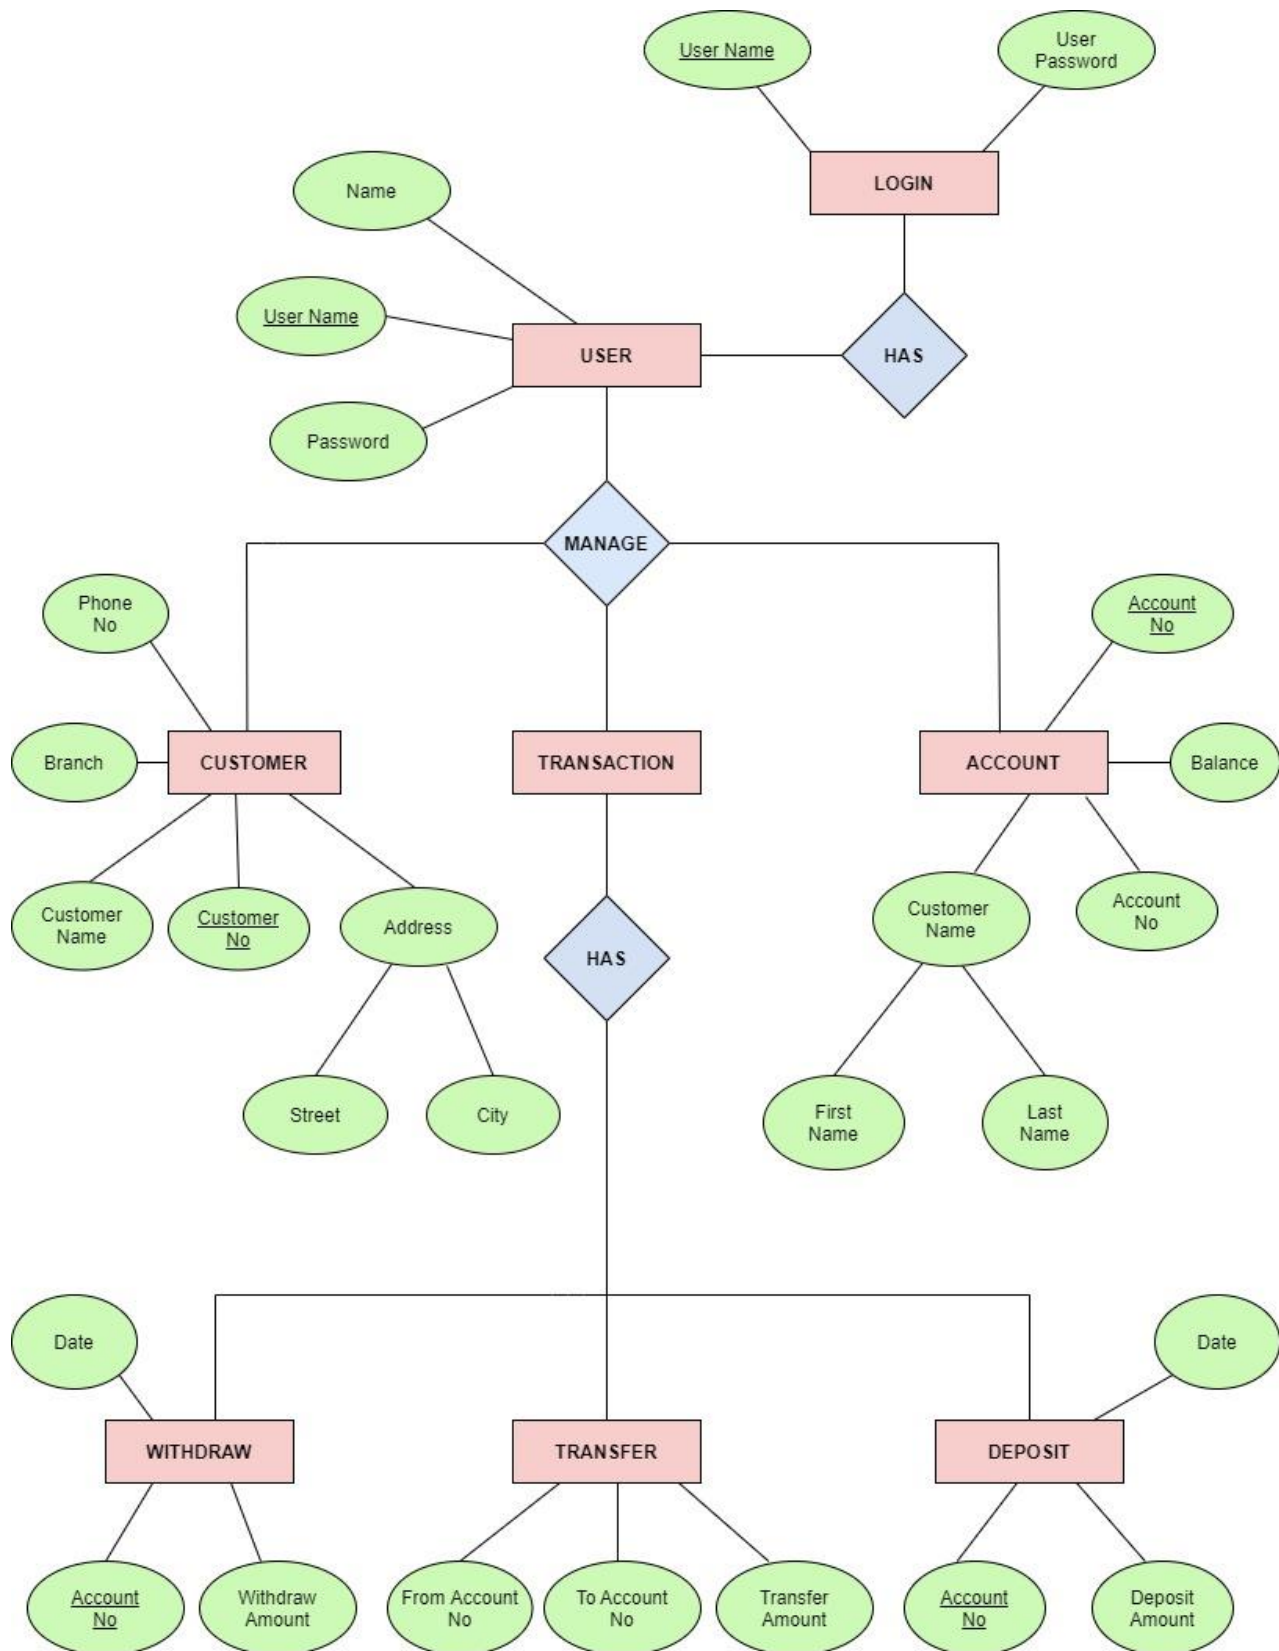 User Name
User
Password
LOGIN
Name
User Name
USER
HAS
Password
MANAGE
Phone
No
Account
No
Branch
CUSTOMER
TRANSACTION
ACCOUNT
Balance
Customer
Name
Customer
No
Address
HAS
Customer
Name
Account
No
Street
City
First
Name
Last
Name
Date
Date
WITHDRAW
TRANSFER
DEPOSIT
Account
No
Withdraw
Amount
From Account
No
To Account
No
Transfer
Amount
Account
No
Deposit
Amount